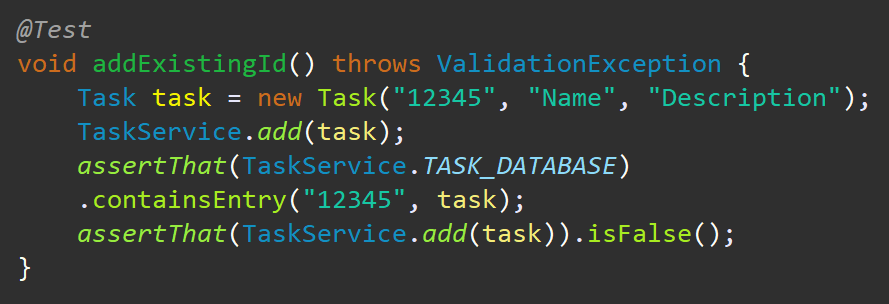 @Test
void addExistingId() throws ValidationException {
    Task task = new Task("12345", "Name", "Description");
    TaskService.add(task);
    assertThat(TaskService.TASK_DATABASE)
    .containsEntry("12345", task);
    assertThat(TaskService.add(task)).isFalse();
}